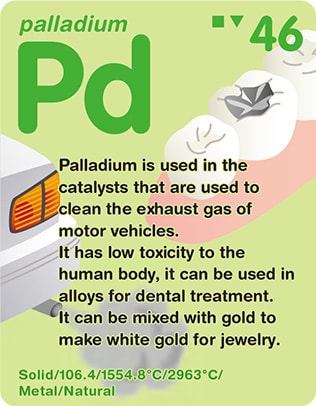 palladium
46
Pd
Palladium is used in the
catalysts that are used to
clean the exhaust gas of
motor vehicles.
It has low toxicity to the
human body, it can be used in
alloys for dental treatment.
It can be mixed with gold to
make white gold for jewelry.
Solid/106.4/1554.8°C/2963°C/
Metal/Natural